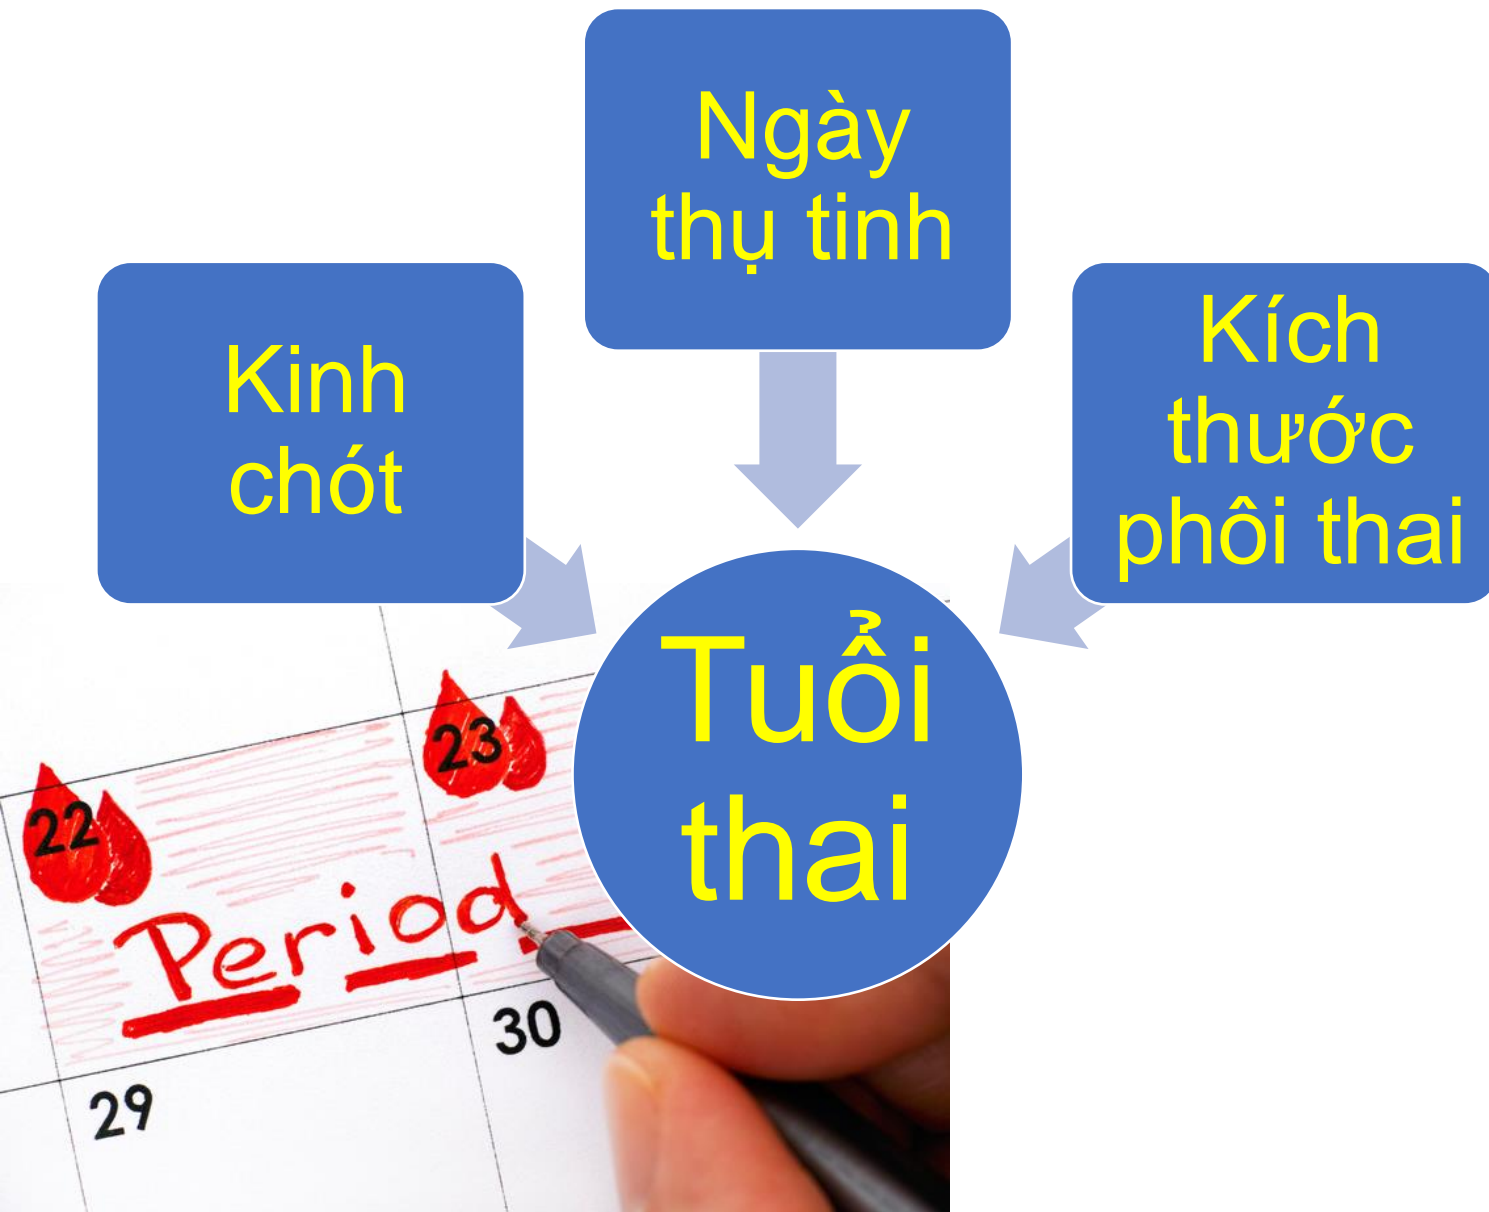 Ngày
thụ tinh
Kinh
chót
Kích
thước
phôi thai
Tuổi
thai
22
23
Period
29
30